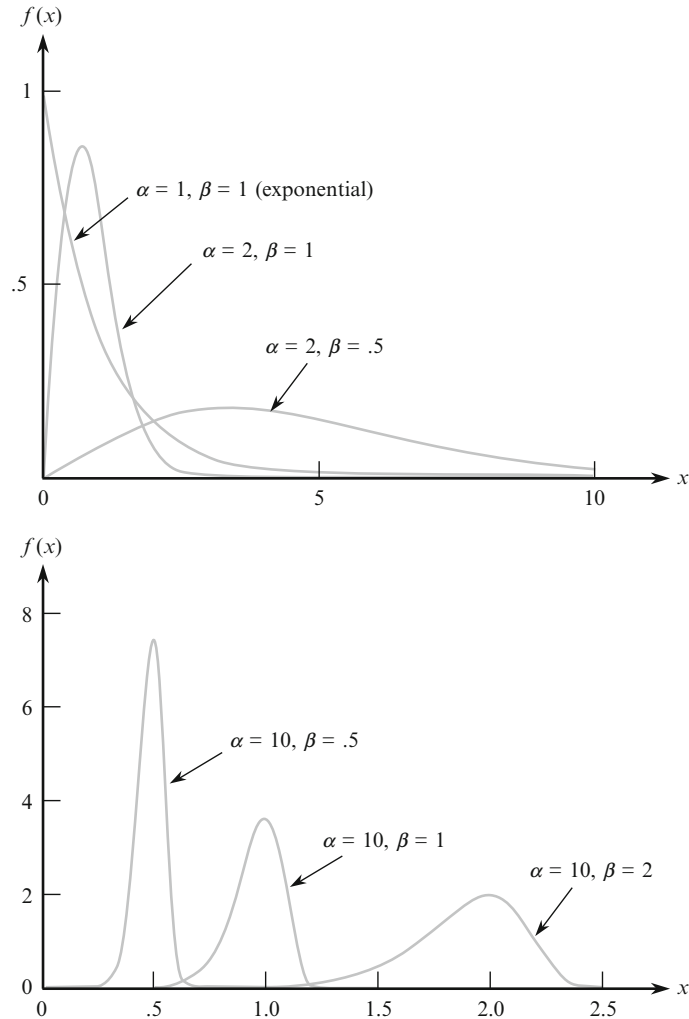 f(x)
1
α = 1, β = 1 (exponential)
α = 2, β = 1
.5
α = 2, β = .5
x
0 5 10
f(x)
8
6
α = 10, β = .5
4
α = 10, β = 1
α = 10, β = 2
2
0
x
0 .5 1.0 1.5 2.0 2.5